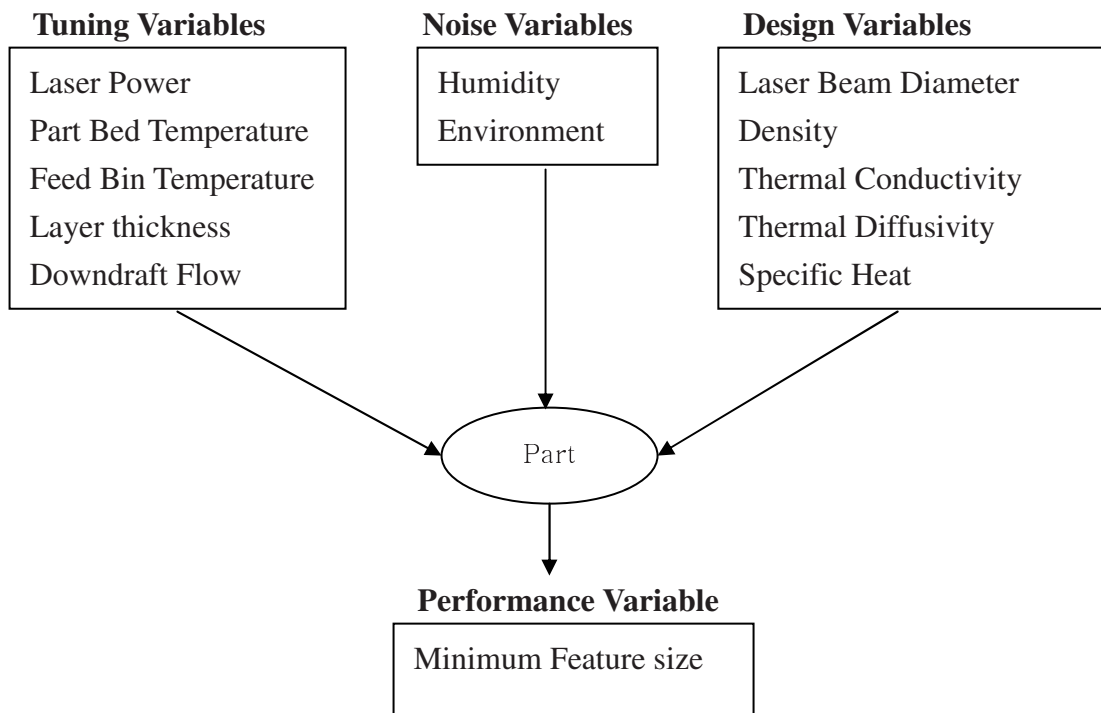 Tuning Variables
Laser Power
Part Bed Temperature
Feed Bin Temperature
Layer thickness
Downdraft Flow
Noise Variables
Humidity
Environment
Design Variables
Laser Beam Diameter
Density
Thermal Conductivity
Thermal Diffusivity
Specific Heat
Part
Performance Variable
Minimum Feature size